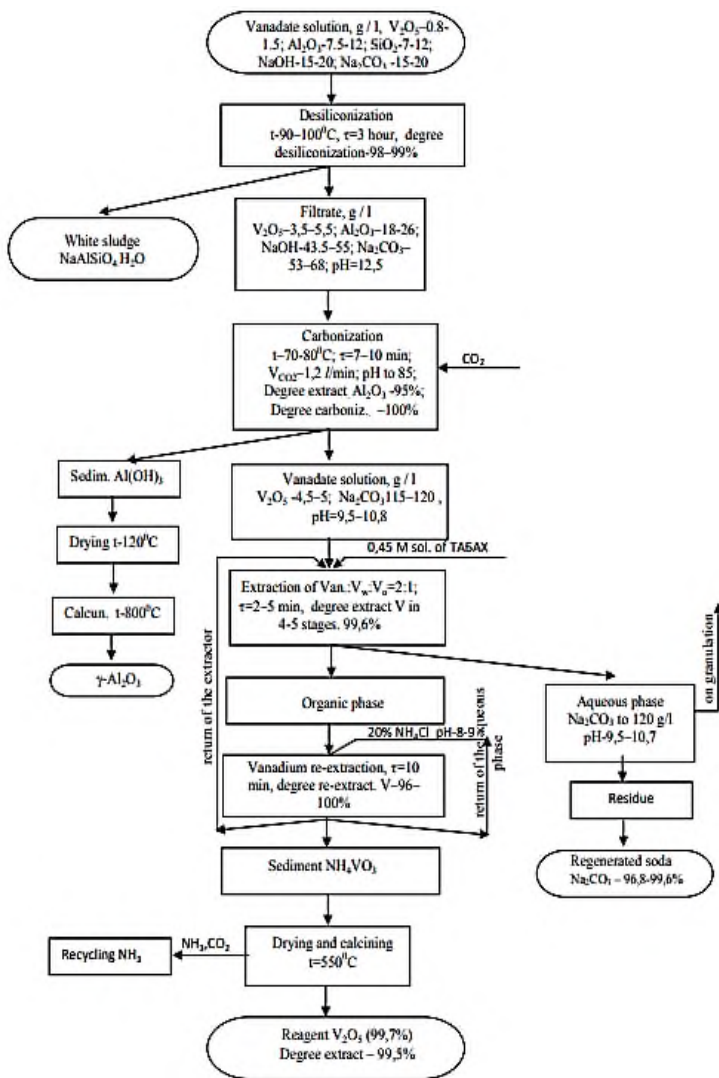 Vanadate solution, g / l, V₂O₅–0.8-
1.5; Al₂O₃-7.5-12; SiO₂-7-12;
NaOH-15-20; Na₂CO₃ -15-20
Desiliconization
t-90–100⁰C, τ=3 hour, degree
desiliconization-98–99%
White sludge
NaAlSiO₄ H₂O
Filtrate, g / l
V₂O₅–3,5–5,5; Al₂O₃–18-26;
NaOH-43.5–55; Na₂CO₃–
53–68; pH=12,5
Carbonization
t–70-80⁰C; τ=7–10 min;
V_CO2–1,2 l/min; pH to 85;
Degree extract Al₂O₃ -95%;
Degree carboniz. –100%
CO₂
Sedim. Al(OH)₃
Drying t-120⁰C
Calcun. t-800⁰C
γ-Al₂O₃
Vanadate solution, g / l
V₂O₅ -4,5–5; Na₂CO₃115–120 ,
pH=9,5–10,8
0,45 M sol. of ТАБАХ
Extraction of Van.:Vw:Vo=2:1;
τ=2–5 min, degree extract V in
4-5 stages. 99,6%
return of the extractor
Organic phase
20% NH₄Cl pH-8-9
return of the aqueous
phase
Vanadium re-extraction, τ=10
min, degree re-extract. V–96–
100%
on granulation
Aqueous phase
Na₂CO₃ to 120 g/l
pH-9,5–10,7
Residue
Regenerated soda
Na₂CO₃ – 96,8-99,6%
Sediment NH₄VO₃
Drying and calcining
t=550⁰C
NH₃,CO₂
Recycling NH₃
Reagent V₂O₅ (99,7%)
Degree extract – 99,5%